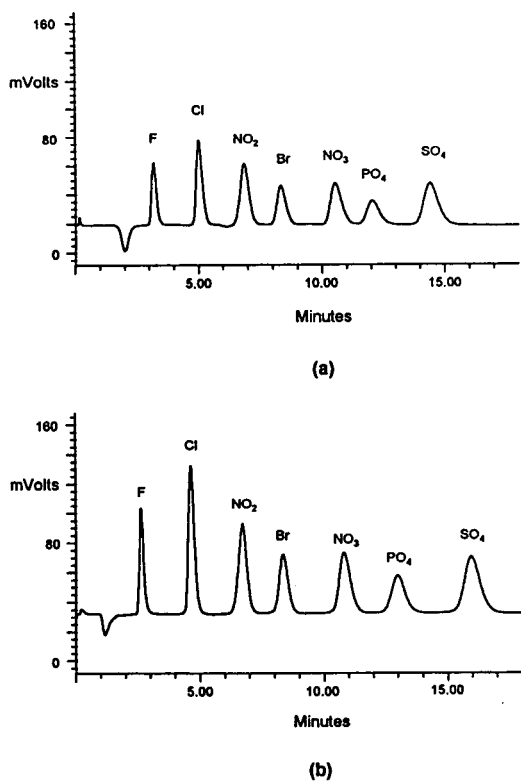 160
mVolts
Cl
80
F
NO₂
Br
NO₃
PO₄
SO₄
0
5.00
10.00
15.00
Minutes
(a)
160
Cl
mVolts
F
80
NO₂
Br
NO₃
PO₄
SO₄
0
5.00
10.00
15.00
Minutes
(b)